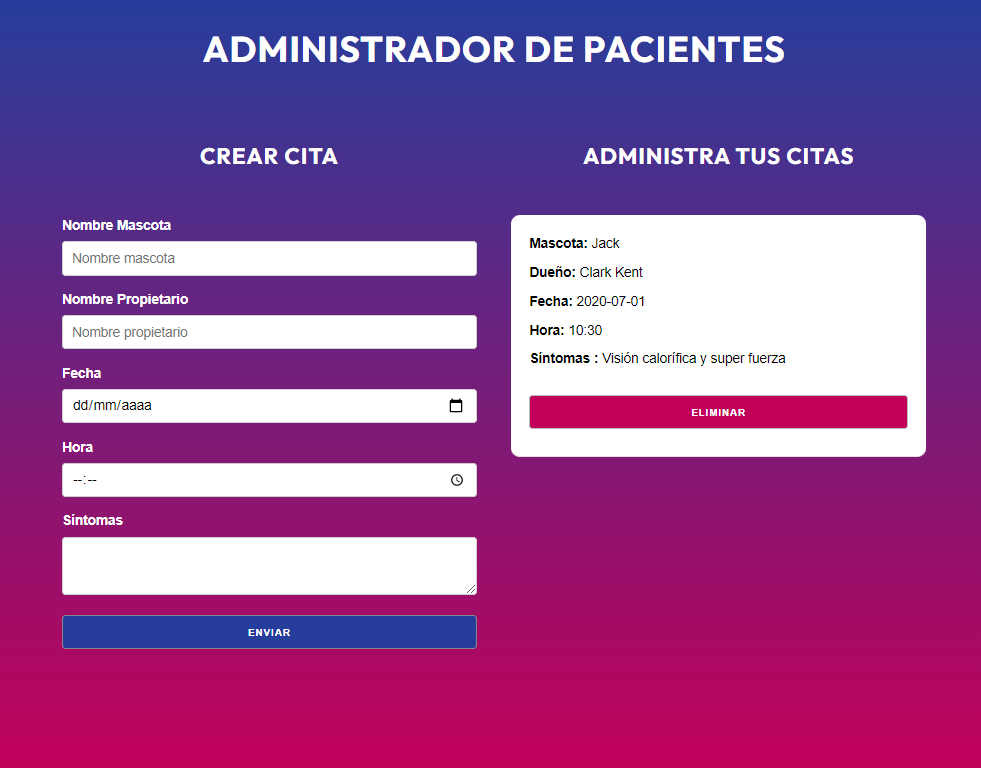 ADMINISTRADOR DE PACIENTES
CREAR CITA
Nombre Mascota
Nombre mascota
Nombre Propietario
Nombre propietario
Fecha
dd/mm/aaaa
Hora
--:--
Síntomas
ENVIAR
ADMINISTRA TUS CITAS
Mascota: Jack
Dueño: Clark Kent
Fecha: 2020-07-01
Hora: 10:30
Síntomas : Visión calorífica y super fuerza
ELIMINAR